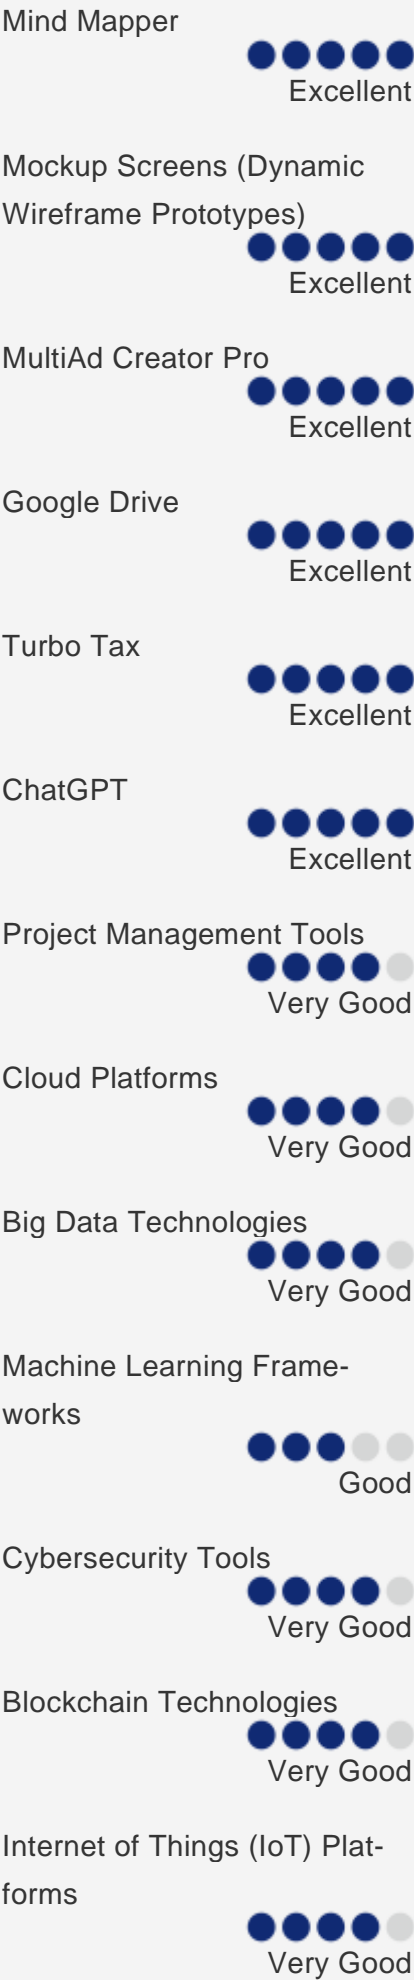 Mind Mapper
Excellent
Mockup Screens (Dynamic
Wireframe Prototypes)
Excellent
MultiAd Creator Pro
Excellent
Google Drive
Excellent
Turbo Tax
Excellent
ChatGPT
Excellent
Project Management Tools
Very Good
Cloud Platforms
Very Good
Big Data Technologies
Very Good
Machine Learning Frame-
works
Good
Cybersecurity Tools
Very Good
Blockchain Technologies
Very Good
Internet of Things (IoT) Plat-
forms
Very Good